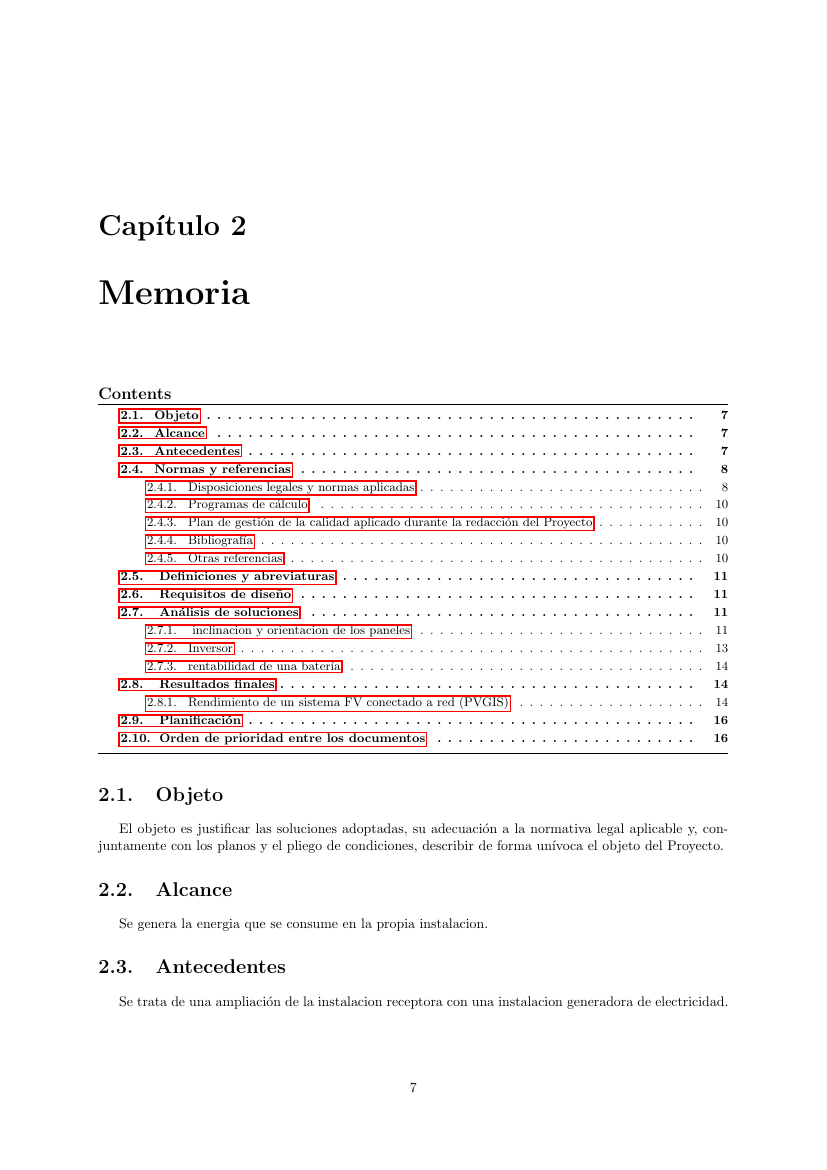 Capítulo 2
Memoria
Contents
2.1. Objeto . . . . . . . . . . . . . . . . . . . . . . . . . . . . . . . . . . . . . . . . . . . . . . . 7
2.2. Alcance . . . . . . . . . . . . . . . . . . . . . . . . . . . . . . . . . . . . . . . . . . . . . . 7
2.3. Antecedentes . . . . . . . . . . . . . . . . . . . . . . . . . . . . . . . . . . . . . . . . . . . 7
2.4. Normas y referencias . . . . . . . . . . . . . . . . . . . . . . . . . . . . . . . . . . . . . . 8
2.4.1. Disposiciones legales y normas aplicadas . . . . . . . . . . . . . . . . . . . . . . . . . . . . . 8
2.4.2. Programas de cálculo . . . . . . . . . . . . . . . . . . . . . . . . . . . . . . . . . . . . . . . 10
2.4.3. Plan de gestión de la calidad aplicado durante la redacción del Proyecto . . . . . . . . . . . 10
2.4.4. Bibliografía . . . . . . . . . . . . . . . . . . . . . . . . . . . . . . . . . . . . . . . . . . . . . 10
2.4.5. Otras referencias . . . . . . . . . . . . . . . . . . . . . . . . . . . . . . . . . . . . . . . . . . 10
2.5. Definiciones y abreviaturas . . . . . . . . . . . . . . . . . . . . . . . . . . . . . . . . . . 11
2.6. Requisitos de diseño . . . . . . . . . . . . . . . . . . . . . . . . . . . . . . . . . . . . . . 11
2.7. Análisis de soluciones . . . . . . . . . . . . . . . . . . . . . . . . . . . . . . . . . . . . . 11
2.7.1. inclinacion y orientacion de los paneles . . . . . . . . . . . . . . . . . . . . . . . . . . . . . 11
2.7.2. Inversor . . . . . . . . . . . . . . . . . . . . . . . . . . . . . . . . . . . . . . . . . . . . . . . 13
2.7.3. rentabilidad de una bateria . . . . . . . . . . . . . . . . . . . . . . . . . . . . . . . . . . . . 14
2.8. Resultados finales . . . . . . . . . . . . . . . . . . . . . . . . . . . . . . . . . . . . . . . . 14
2.8.1. Rendimiento de un sistema FV conectado a red (PVGIS) . . . . . . . . . . . . . . . . . . . 14
2.9. Planificación . . . . . . . . . . . . . . . . . . . . . . . . . . . . . . . . . . . . . . . . . . . 16
2.10. Orden de prioridad entre los documentos . . . . . . . . . . . . . . . . . . . . . . . . . 16
2.1. Objeto
El objeto es justificar las soluciones adoptadas, su adecuación a la normativa legal aplicable y, con-
juntamente con los planos y el pliego de condiciones, describir de forma unívoca el objeto del Proyecto.
2.2. Alcance
Se genera la energia que se consume en la propia instalacion.
2.3. Antecedentes
Se trata de una ampliación de la instalacion receptora con una instalacion generadora de electricidad.
7